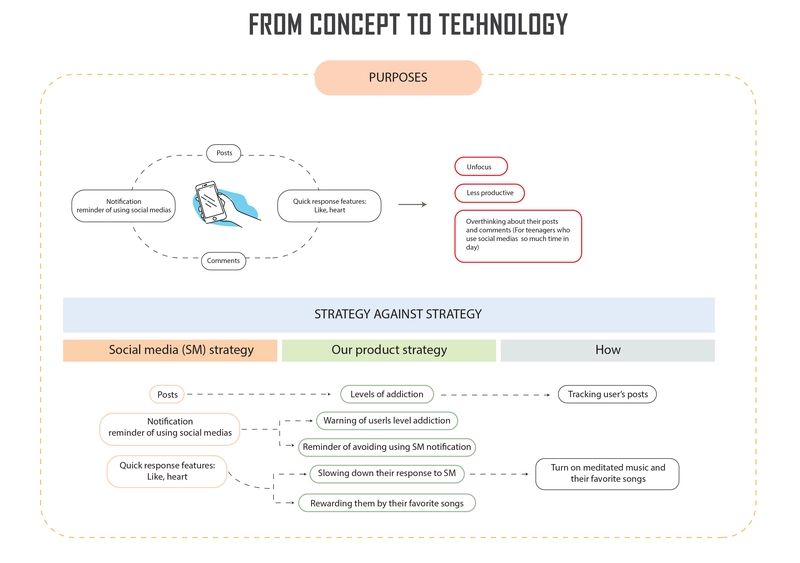 FROM CONCEPT TO TECHNOLOGY
PURPOSES
Posts
Notification
reminder of using social medias
Quick response features:
Like, heart
Comments
Unfocus
Less productive
Overthinking about their posts
and comments (For teenagers who
use social medias so much time in
day)
STRATEGY AGAINST STRATEGY
Social media (SM) strategy
Our product strategy
How
Posts
Levels of addiction
Tracking user's posts
Notification
reminder of using social medias
Warning of userls level addiction
Reminder of avoiding using SM notification
Quick response features:
Like, heart
Slowing down their response to SM
Turn on meditated music and
their favorite songs
Rewarding them by their favorite songs